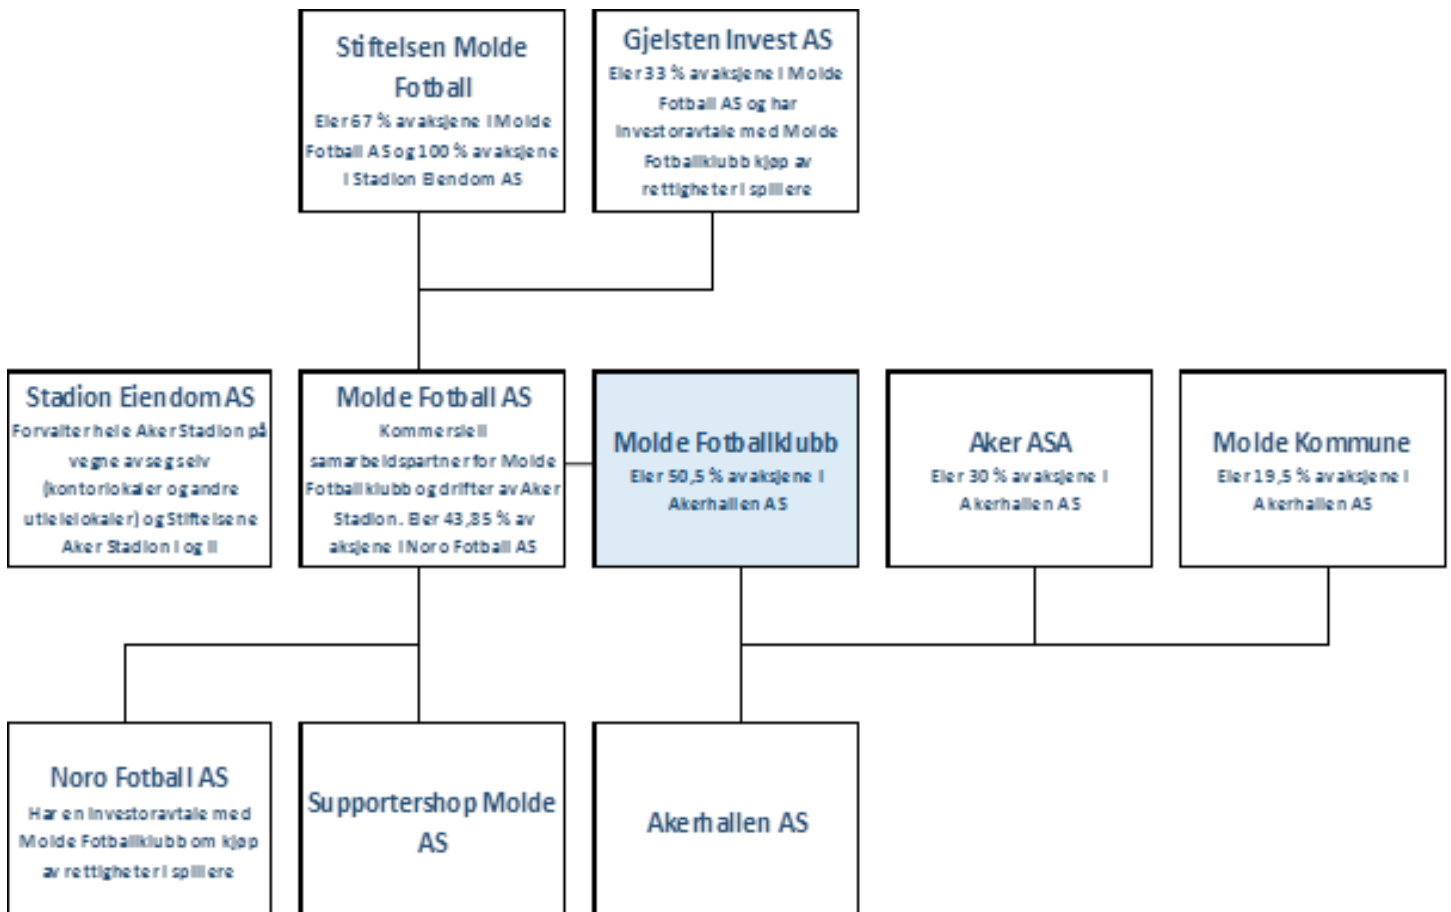 Stiftelsen Molde
Fotball
Eier 67 % av aksjene i Molde
Fotball AS og 100 % av aksjene
i Stadion Eiendom AS
Gjelsten Invest AS
Eier 33 % av aksjene i Molde
Fotball AS og har
investoravtale med Molde
Fotballklubb kjøp av
rettigheter i spillere
Stadion Eiendom AS
Forvalter hele Aker Stadion på
vegne av seg selv
(kontorlokaler og andre
utleielokaler) og Stiftelsene
Aker Stadion I og II
Molde Fotball AS
Kommersiell
samarbeidspartner for Molde
Fotballklubb og drifter av Aker
Stadion. Eier 43,85 % av
aksjene i Noro Fotball AS
Molde Fotballklubb
Eier 50,5 % av aksjene i
Akerhallen AS
Aker ASA
Eier 30 % av aksjene i
Akerhallen AS
Molde Kommune
Eier 19,5 % av aksjene i
Akerhallen AS
Noro Fotball AS
Har en investoravtale med
Molde Fotballklubb om kjøp
av rettigheter i spillere
Supportershop Molde
AS
Akerhallen AS